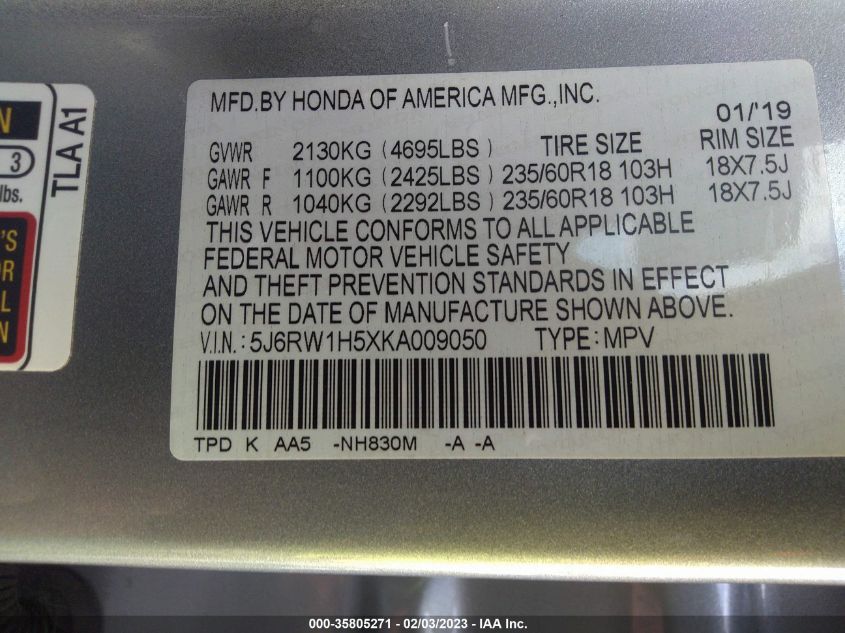 MFD.BY HONDA OF AMERICA MFG.,INC.
01/'19
GVWR 2130KG (4695LBS) TIRE SIZE RIM SIZE
GAWR F 1100KG (2425LBS) 235/60R18 103H 18X7.5J
GAWR R 1040KG (2292LBS) 235/60R18 103H 18X7.5J
THIS VEHICLE CONFORMS TO ALL APPLICABLE
FEDERAL MOTOR VEHICLE SAFETY
AND THEFT PREVENTION STANDARDS IN EFFECT
ON THE DATE OF MANUFACTURE SHOWN ABOVE.
V.I.N.: 5J6RW1H5XKA009050 TYPE: MPV
TPD K AA5 -NH830M -A -A
TLA A1
N
3
lbs.
'S
OR
L
N
000-35805271 - 02/03/2023 - IAA Inc.